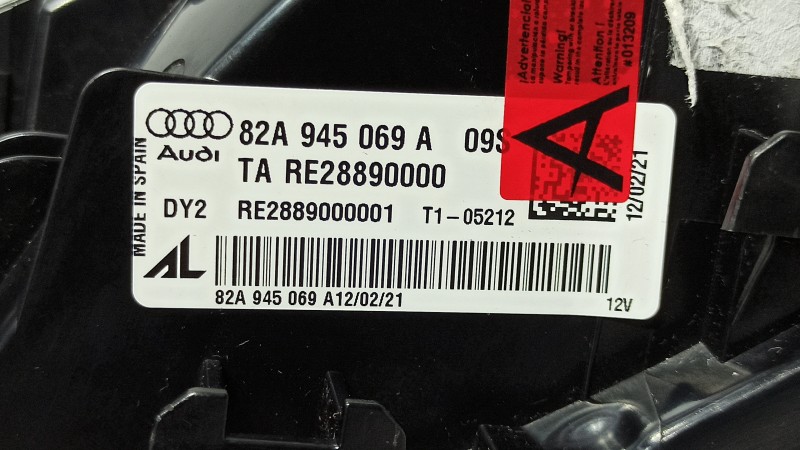 Audi
82A 945 069 A 09S
TA RE28890000
DY2 RE2889000001 T1-05212
MADE IN SPAIN
AL
82A 945 069 A12/02/21
12V
12/02/21
A
¡Advertencia!
Warning!
Attention !
#013209